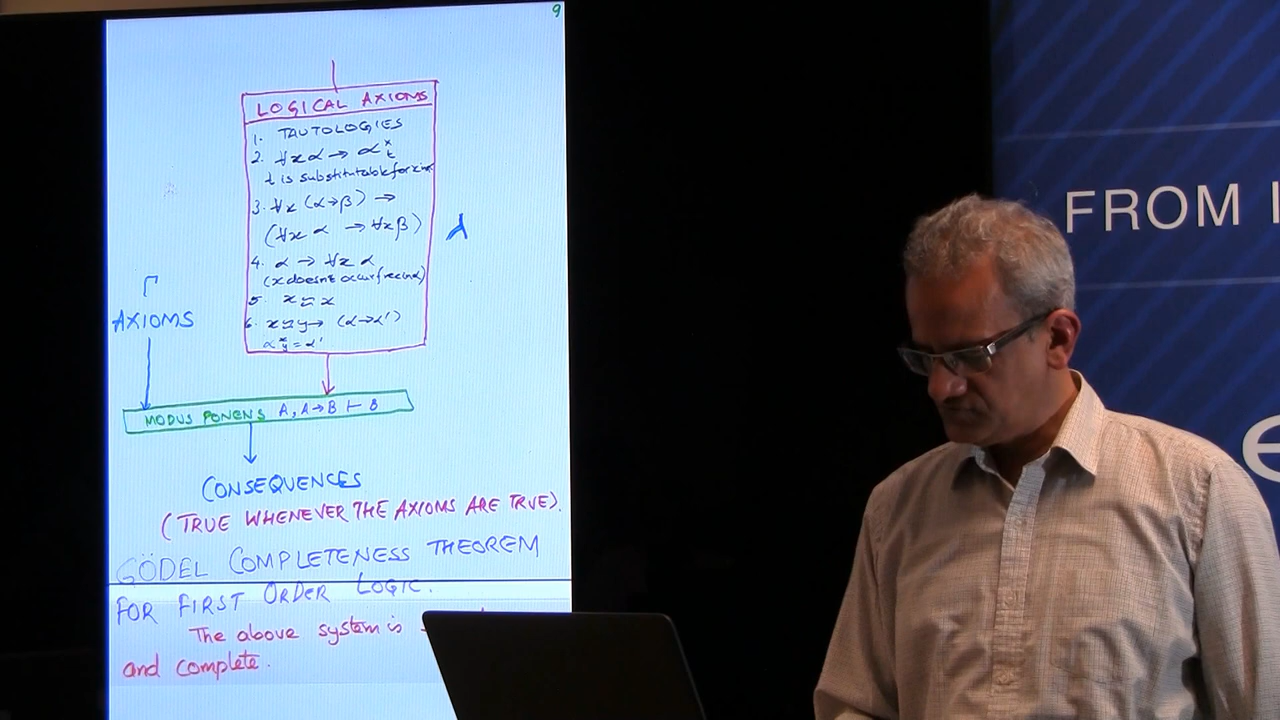 9
LOGICAL AXIOMS
1. TAUTOLOGIES
2. ∀x α → α^x_t
t is substitutable for x in
3. ∀x (α→β) →
(∀x α → ∀x β)
4. α → ∀x α
(x doesnt occur free in α)
5 x ≈ x
6. x ≈ y → (α→α')
α^x_y = α'
Γ
AXIOMS
MODUS PONENS A, A→B ⊢ B
CONSEQUENCES
(TRUE WHENEVER THE AXIOMS ARE TRUE).
GÖDEL COMPLETENESS THEOREM
FOR FIRST ORDER LOGIC.
The above system is
and complete.
FROM